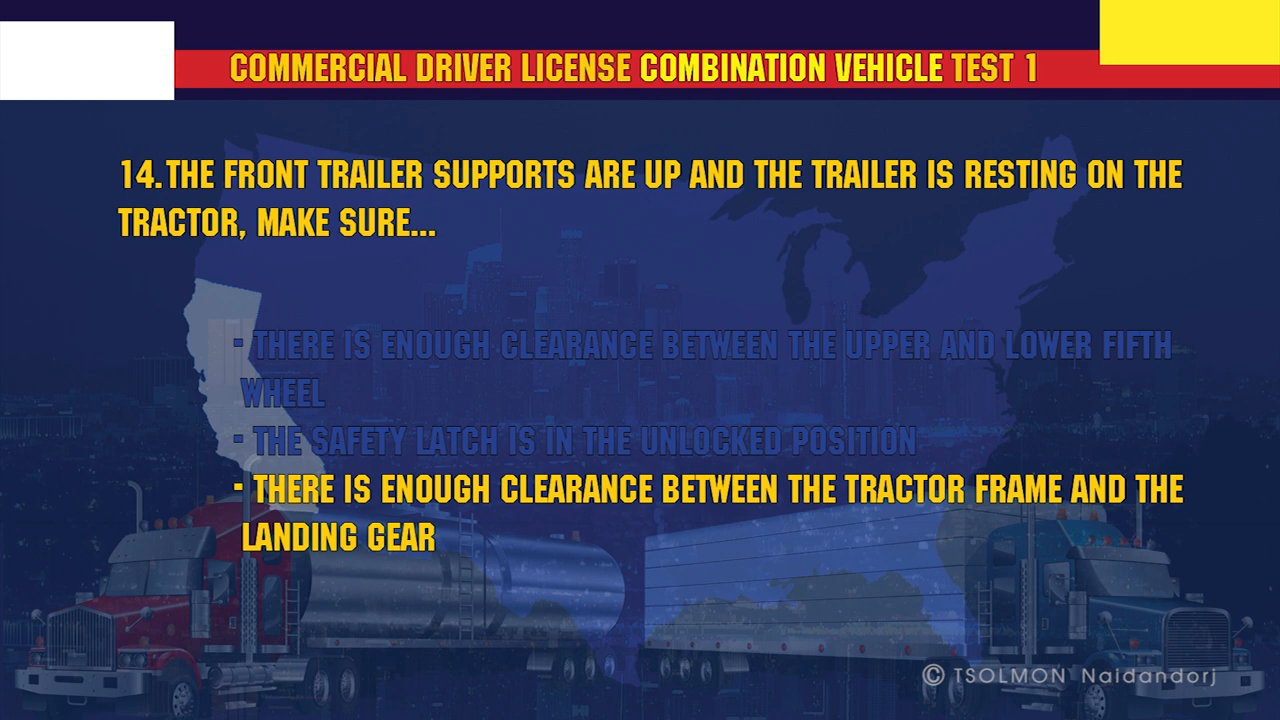 COMMERCIAL DRIVER LICENSE COMBINATION VEHICLE TEST 1
14. THE FRONT TRAILER SUPPORTS ARE UP AND THE TRAILER IS RESTING ON THE
TRACTOR, MAKE SURE...
- THERE IS ENOUGH CLEARANCE BETWEEN THE UPPER AND LOWER FIFTH
WHEEL
- THE SAFETY LATCH IS IN THE UNLOCKED POSITION
- THERE IS ENOUGH CLEARANCE BETWEEN THE TRACTOR FRAME AND THE
LANDING GEAR
© TSOLMON Naidandorj